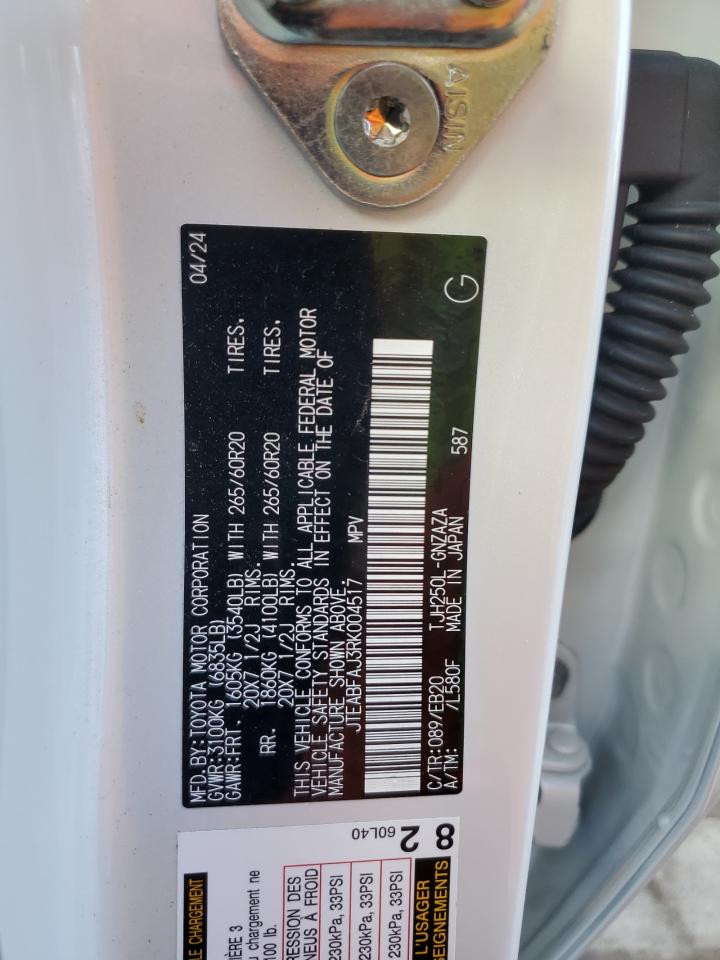 AISIN
MFD. BY:TOYOTA MOTOR CORPORATION 04/24
GVWR:3100KG (6835LB)
GAWR:FRT. 1605KG (3540LB) WITH 265/60R20 TIRES.
20X7 1/2J RIMS.
RR. 1860KG (4100LB) WITH 265/60R20 TIRES.
20X7 1/2J RIMS.
THIS VEHICLE CONFORMS TO ALL APPLICABLE FEDERAL MOTOR
VEHICLE SAFETY STANDARDS IN EFFECT ON THE DATE OF
MANUFACTURE SHOWN ABOVE.
JTEABFAJ3RK004517 MPV
C/TR:089/EB20 TJH250L-GNZAZA
A/TM: /L580F MADE IN JAPAN 587
G
LE CHARGEMENT
IÈRE 3
u chargement ne
100 lb.
RESSION DES
NEUS À FROID
230kPa, 33PSI
230kPa, 33PSI
230kPa, 33PSI
60L40
8
2
L'USAGER
SEIGNEMENTS